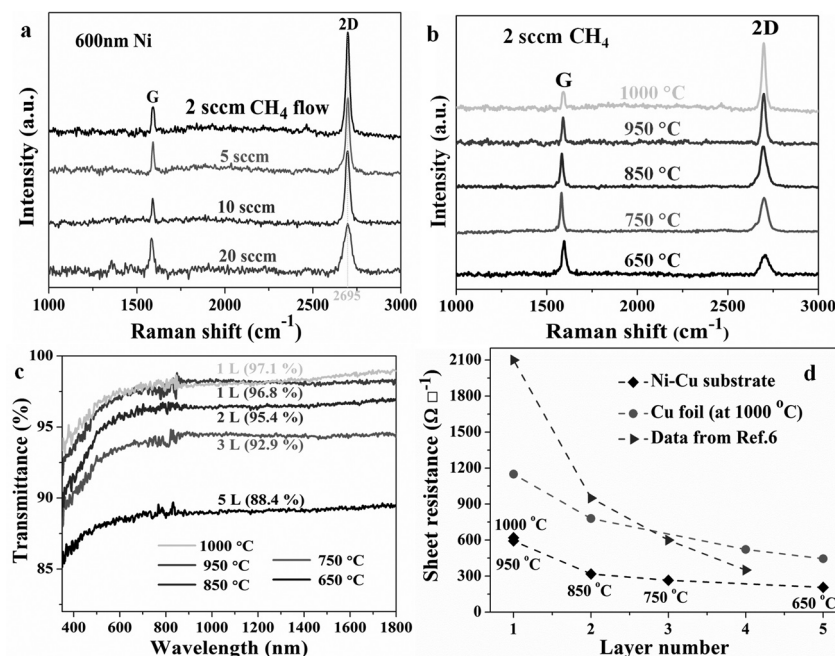 a
600nm Ni
2D
G
2 sccm CH₄ flow
5 sccm
10 sccm
20 sccm
2695
Intensity (a.u.)
1000 1500 2000 2500 3000
Raman shift (cm⁻¹)
b
2 sccm CH₄
2D
G
1000 °C
950 °C
850 °C
750 °C
650 °C
Intensity (a.u.)
1000 1500 2000 2500 3000
Raman shift (cm⁻¹)
c
100
95
90
85
Transmittance (%)
1 L (97.1 %)
1 L (96.8 %)
2 L (95.4 %)
3 L (92.9 %)
5 L (88.4 %)
1000 °C
950 °C
850 °C
750 °C
650 °C
400 600 800 1000 1200 1400 1600 1800
Wavelength (nm)
d
2100
1800
1500
1200
900
600
300
0
Sheet resistance (Ω □⁻¹)
Ni-Cu substrate
Cu foil (at 1000 °C)
Data from Ref.6
1000 °C
950 °C
850 °C
750 °C
650 °C
1 2 3 4 5
Layer number